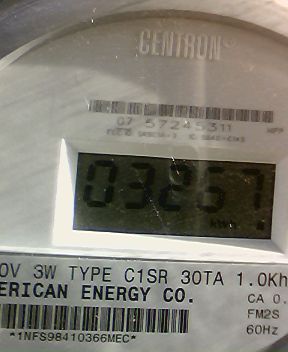 CENTRON®
07 57245311
03257
KWH
0V 3W TYPE C1SR 30TA 1.0Kh
ERICAN ENERGY CO.
CA 0.
FM2S
60Hz
*1NFS98410366MEC*